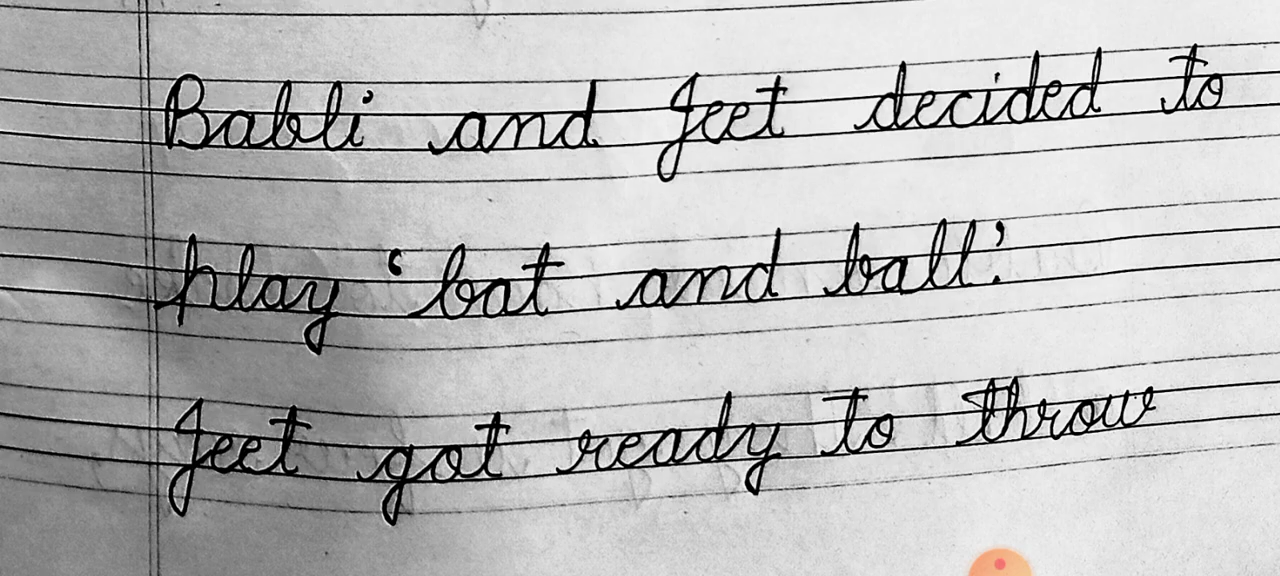 Babli and Jeet decided to
play 'bat and ball'.
Jeet got ready to throw